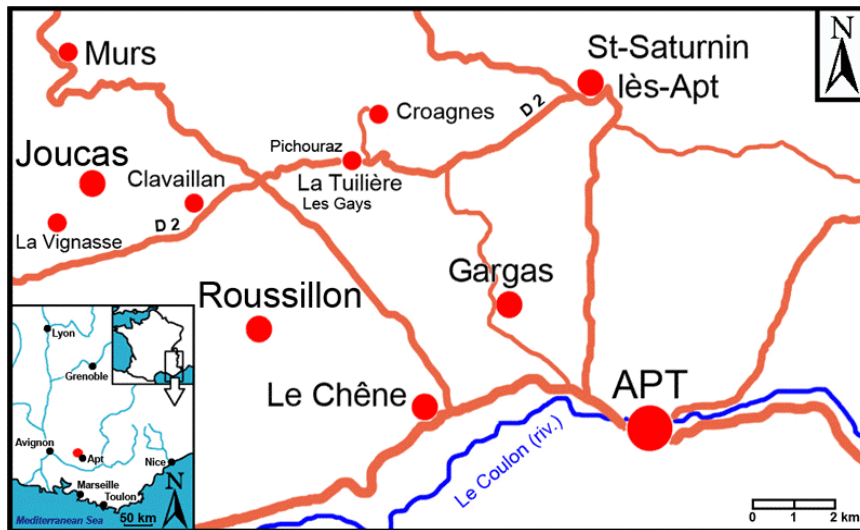 N
St-Saturnin
lès-Apt
Murs
D 2
Croagnes
Pichouraz
Joucas
Clavaillan
La Tuilière
Les Gays
D 2
La Vignasse
Gargas
Roussillon
Le Chêne
APT
Le Coulon (riv.)
0 1 2 km
Lyon
Grenoble
Avignon
Apt
Nice
Marseille
Toulon
N
Mediterranean Sea
50 km